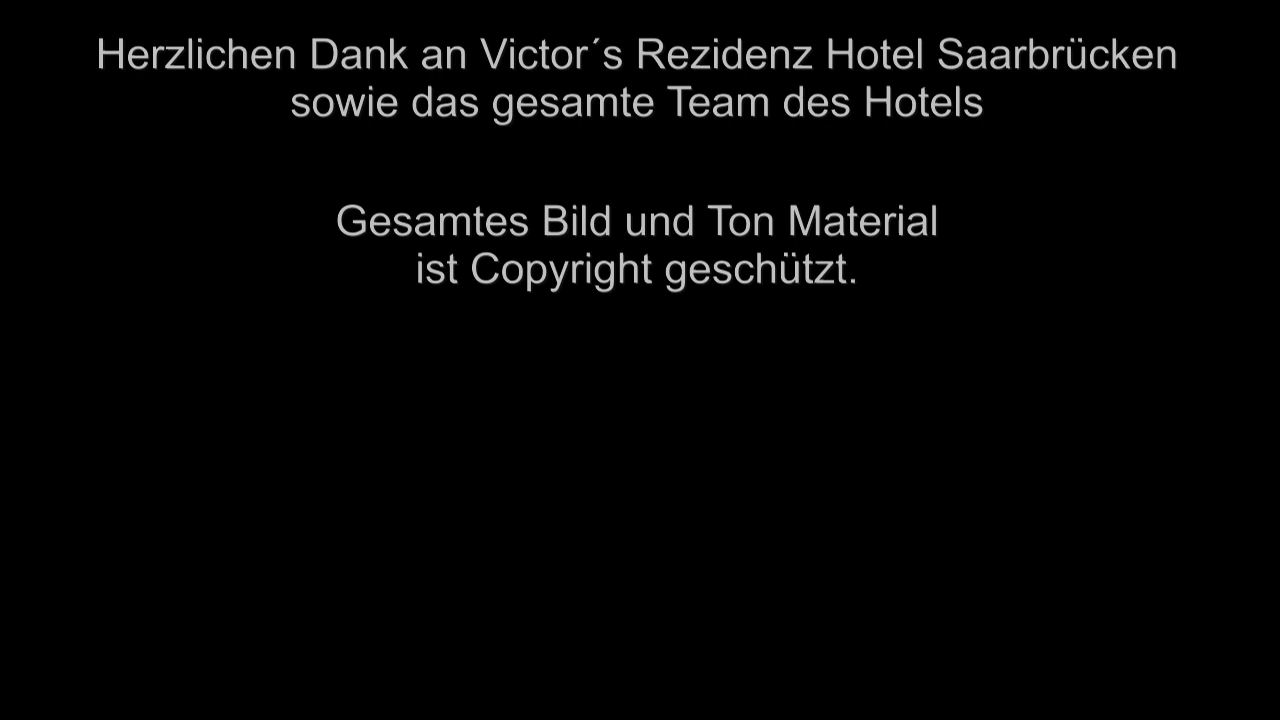 Herzlichen Dank an Victor´s Rezidenz Hotel Saarbrücken
sowie das gesamte Team des Hotels
Gesamtes Bild und Ton Material
ist Copyright geschützt.